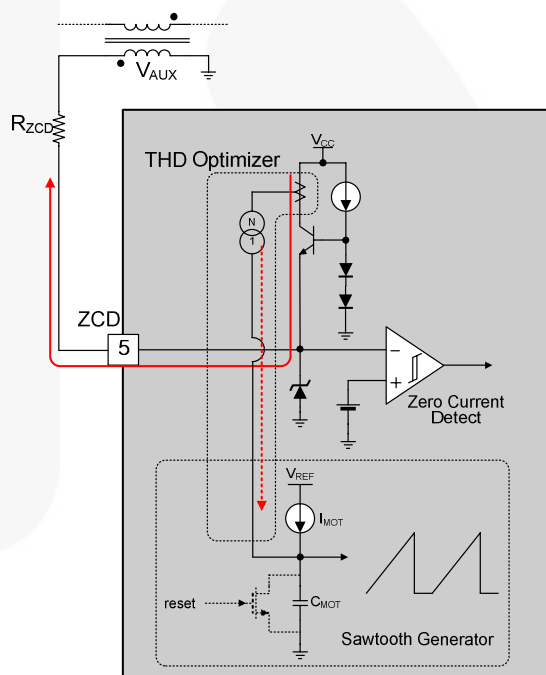 VAUX
RZCD
THD Optimizer
VCC
N
1
ZCD
5
−
+
Zero Current
Detect
VREF
IMOT
reset
CMOT
Sawtooth Generator